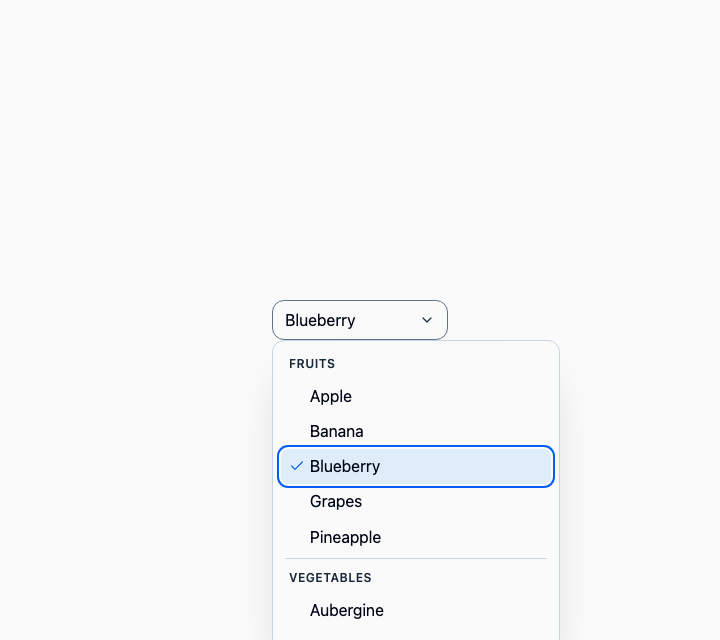 Blueberry
FRUITS
Apple
Banana
Blueberry
Grapes
Pineapple
VEGETABLES
Aubergine